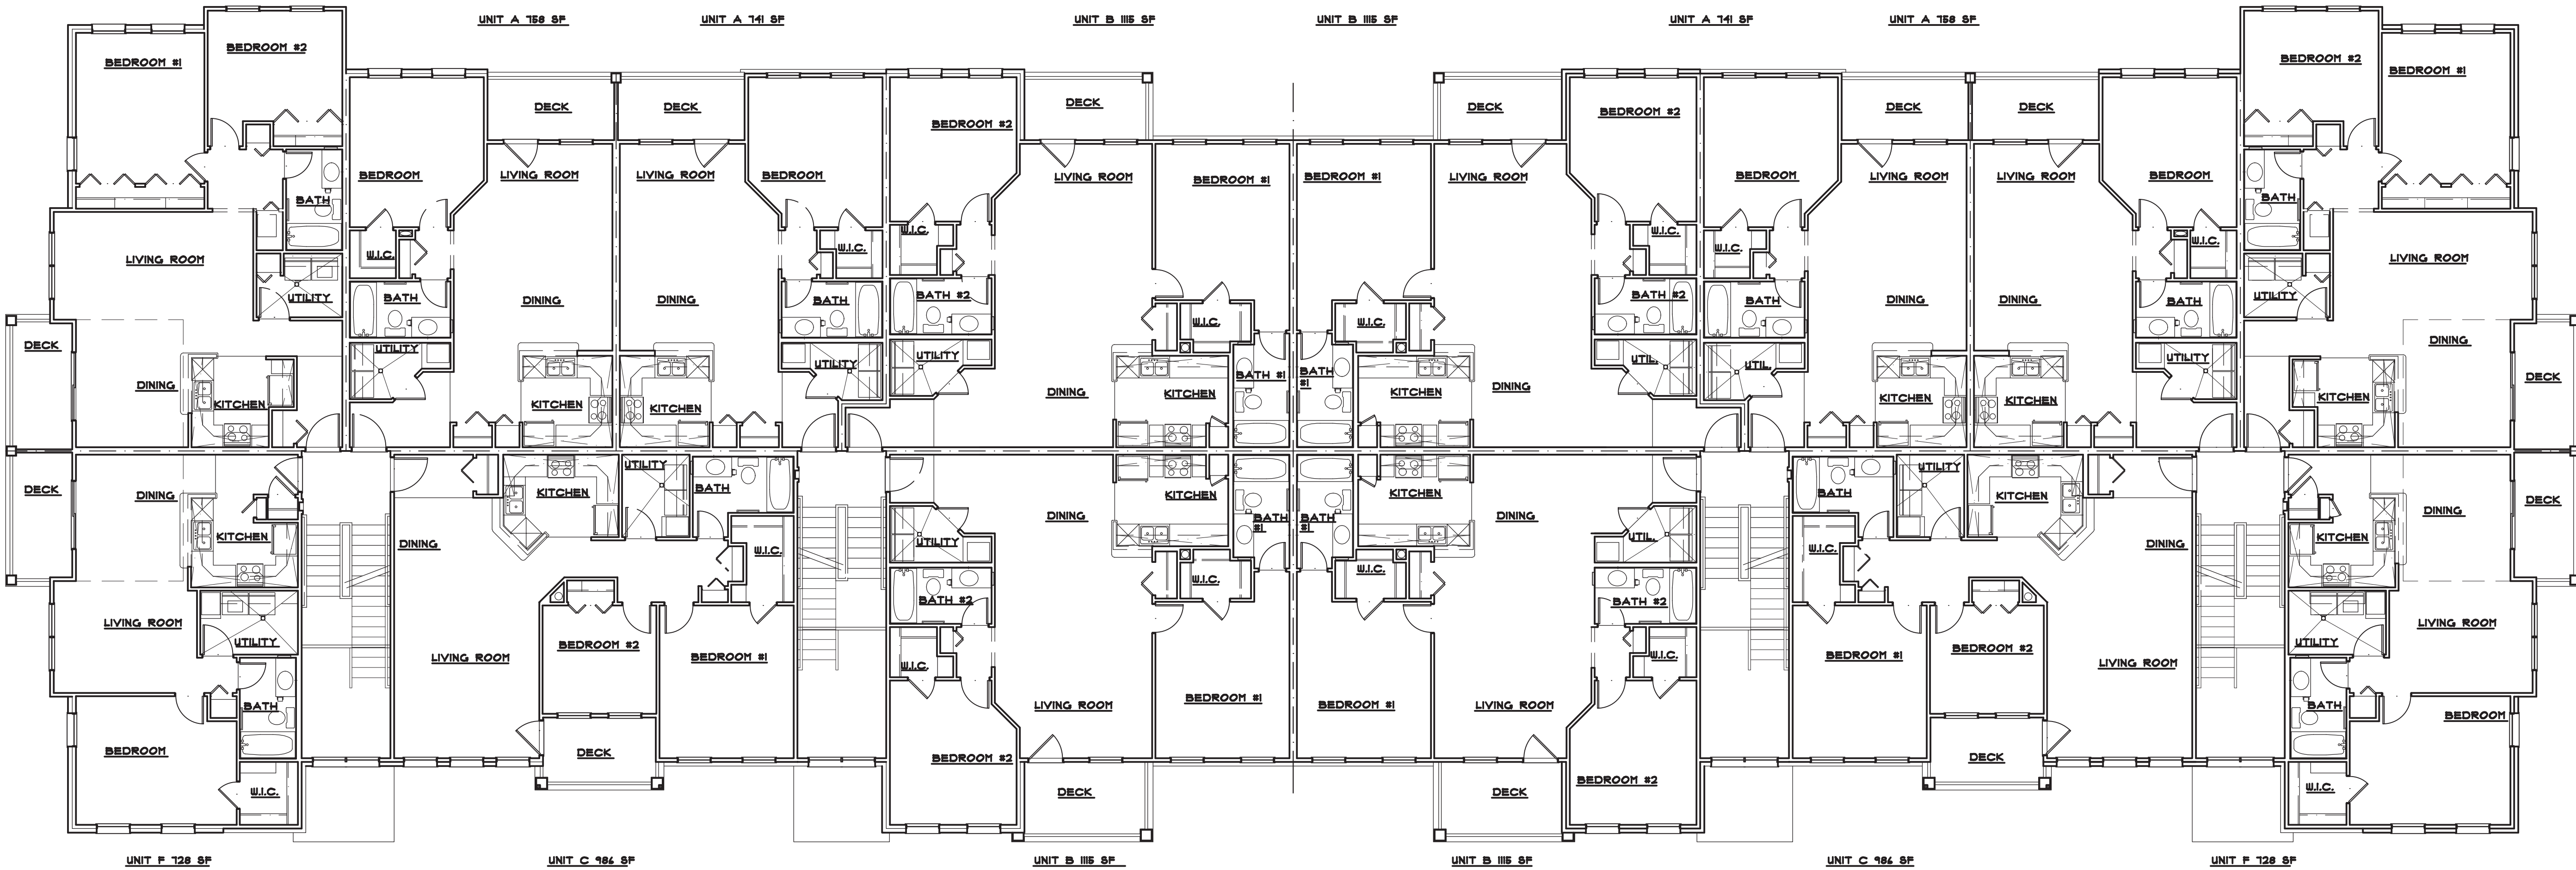 UNIT A 758 SF
UNIT A 741 SF
UNIT B 1115 SF
UNIT B 1115 SF
UNIT A 741 SF
UNIT A 758 SF
BEDROOM #1
BEDROOM #2
BEDROOM #2
BEDROOM #1
DECK
DECK
DECK
DECK
DECK
DECK
BEDROOM #2
BEDROOM #2
BEDROOM
LIVING ROOM
LIVING ROOM
BEDROOM
LIVING ROOM
BEDROOM #1
BEDROOM #1
LIVING ROOM
BEDROOM
LIVING ROOM
LIVING ROOM
BEDROOM
BATH
BATH
W.I.C.
W.I.C.
W.I.C.
W.I.C.
W.I.C.
W.I.C.
LIVING ROOM
LIVING ROOM
UTILITY
BATH
DINING
DINING
BATH
BATH #2
W.I.C.
W.I.C.
BATH #2
BATH
DINING
DINING
BATH
UTILITY
DECK
UTILITY
UTILITY
UTILITY
UTIL.
UTIL.
UTILITY
DINING
DECK
DINING
KITCHEN
KITCHEN
KITCHEN
DINING
KITCHEN
BATH #1
BATH
#1
KITCHEN
DINING
KITCHEN
KITCHEN
KITCHEN
DECK
DINING
KITCHEN
KITCHEN
UTILITY
BATH
DINING
KITCHEN
BATH
#1
BATH
#1
KITCHEN
DINING
BATH
UTILITY
KITCHEN
DINING
DECK
DINING
W.I.C.
UTILITY
UTIL.
W.I.C.
DINING
KITCHEN
LIVING ROOM
UTILITY
BATH #2
W.I.C.
W.I.C.
BATH #2
UTILITY
LIVING ROOM
LIVING ROOM
BEDROOM #2
BEDROOM #1
W.I.C.
W.I.C.
BEDROOM #1
BEDROOM #2
LIVING ROOM
BATH
LIVING ROOM
BEDROOM #1
BEDROOM #1
LIVING ROOM
BATH
BEDROOM
BEDROOM
DECK
BEDROOM #2
BEDROOM #2
DECK
W.I.C.
DECK
DECK
W.I.C.
UNIT F 728 SF
UNIT C 986 SF
UNIT B 1115 SF
UNIT B 1115 SF
UNIT C 986 SF
UNIT F 728 SF